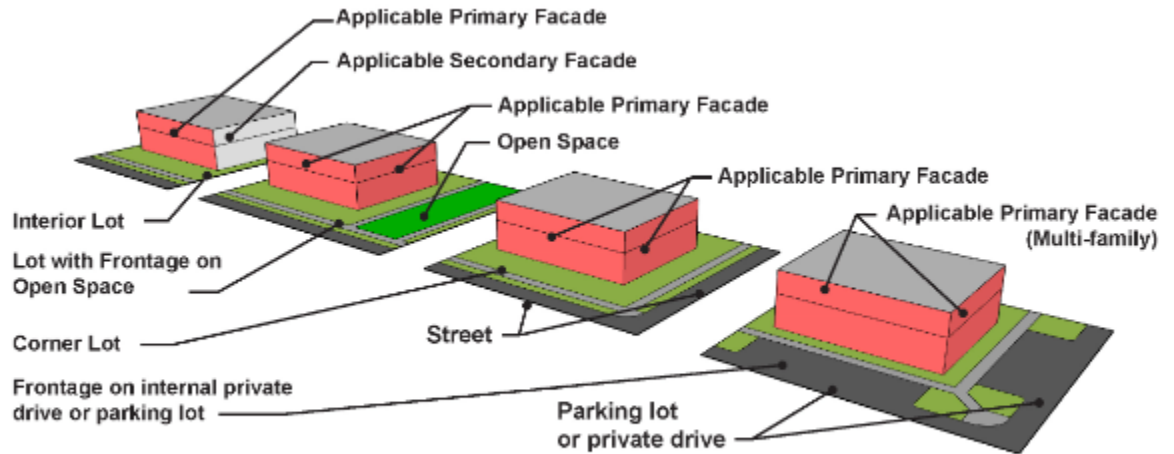 Applicable Primary Facade
Applicable Secondary Facade
Applicable Primary Facade
Open Space
Applicable Primary Facade
Applicable Primary Facade
(Multi-family)
Interior Lot
Lot with Frontage on
Open Space
Street
Corner Lot
Frontage on internal private
drive or parking lot
Parking lot
or private drive